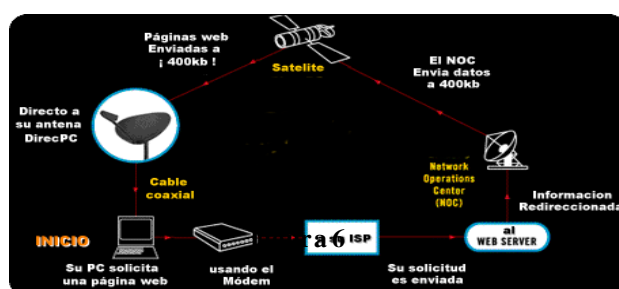 Páginas web
Enviadas a
¡ 400kb !
Satelite
El NOC
Envia datos
a 400kb
Directo a
su antena
DirecPC
Cable
coaxial
Network
Operations
Center
(NOC)
Informacion
Redireccionada
INICIO
ra6
ISP
al
WEB SERVER
Su PC solicita
una página web
usando el
Módem
Su solicitud
es enviada